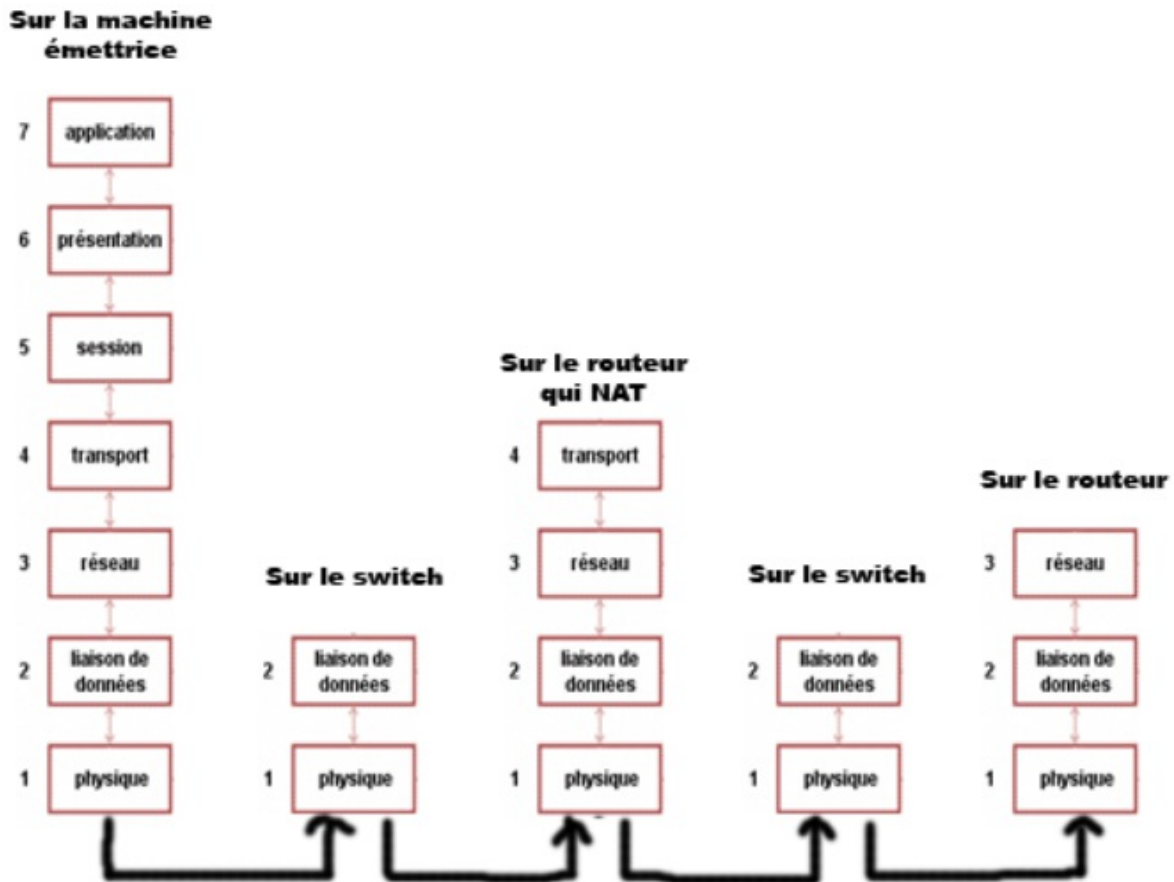 Sur la machine
émettrice
7 application
6 présentation
5 session
4 transport
3 réseau
2 liaison de
données
1 physique
Sur le switch
2 liaison de
données
1 physique
Sur le routeur
qui NAT
4 transport
3 réseau
2 liaison de
données
1 physique
Sur le switch
2 liaison de
données
1 physique
Sur le routeur
3 réseau
2 liaison de
données
1 physique